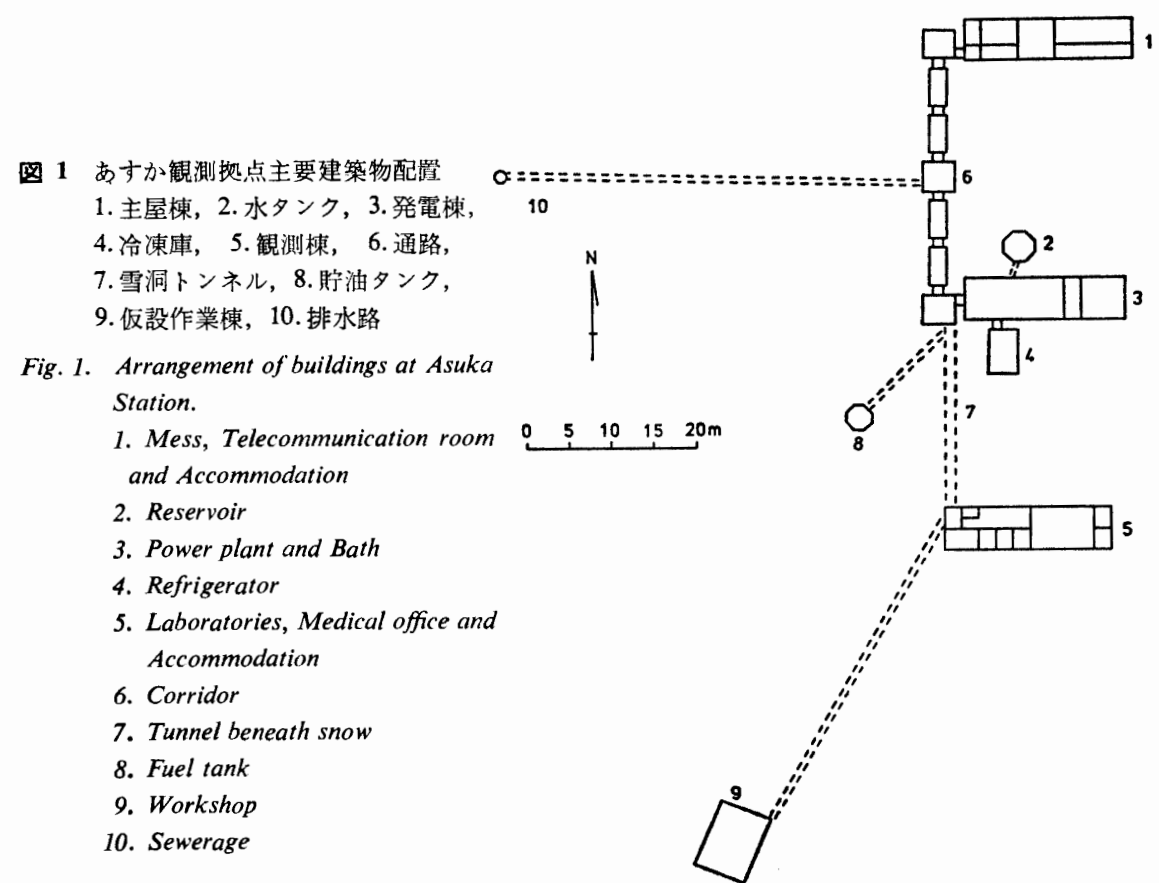 図 1 あすか観測拠点主要建築物配置
1. 主屋棟, 2. 水タンク, 3. 発電棟,
4. 冷凍庫, 5. 観測棟, 6. 通路,
7. 雪洞トンネル, 8. 貯油タンク,
9. 仮設作業棟, 10. 排水路
Fig. 1. Arrangement of buildings at Asuka
Station.
1. Mess, Telecommunication room
and Accommodation
2. Reservoir
3. Power plant and Bath
4. Refrigerator
5. Laboratories, Medical office and
Accommodation
6. Corridor
7. Tunnel beneath snow
8. Fuel tank
9. Workshop
10. Sewerage
1
6
10
2
N
3
4
7
8
0 5 10 15 20m
5
9